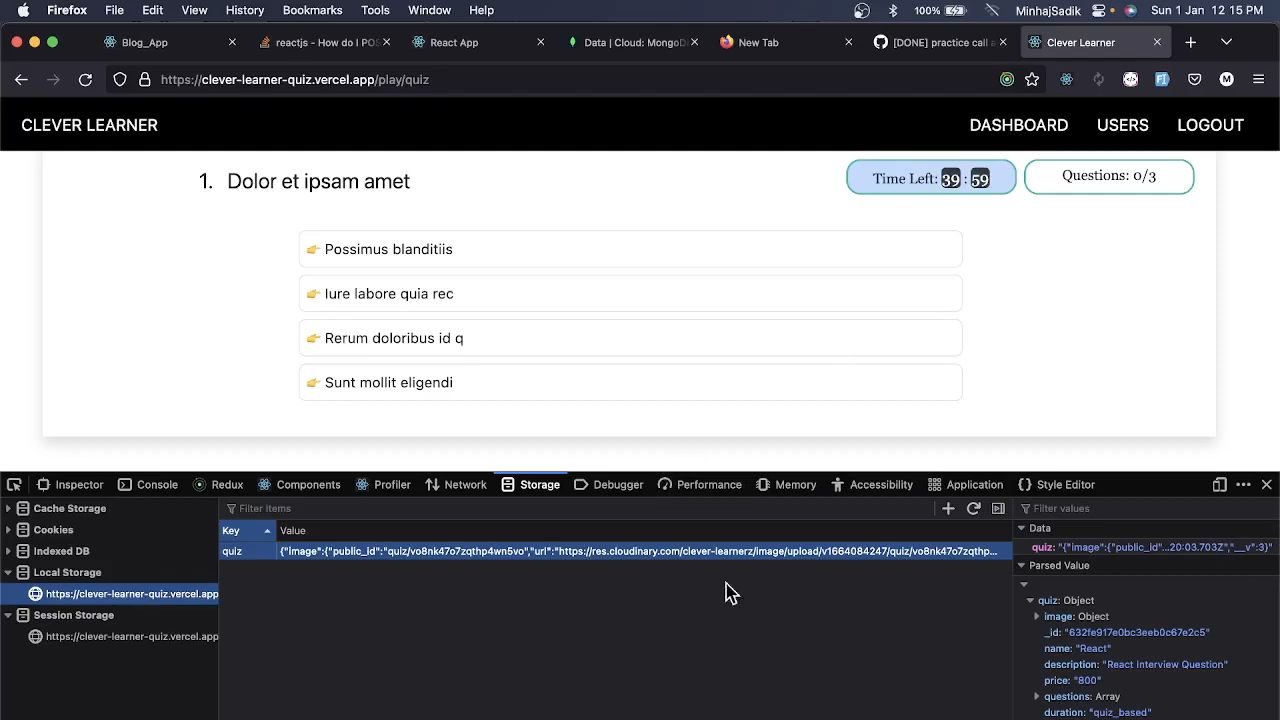 Firefox File Edit View History Bookmarks Tools Window Help 100% MinhajSadik Sun 1 Jan 12:15 PM
Blog_App reactjs - How do I POS React App Data | Cloud: MongoD New Tab [DONE] practice call a Clever Learner
https://clever-learner-quiz.vercel.app/play/quiz
CLEVER LEARNER DASHBOARD USERS LOGOUT
1. Dolor et ipsam amet
Time Left: 39 : 59
Questions: 0/3
Possimus blanditiis
Iure labore quia rec
Rerum doloribus id q
Sunt mollit eligendi
Inspector Console Redux Components Profiler Network Storage Debugger Performance Memory Accessibility Application Style Editor
Cache Storage
Cookies
Indexed DB
Local Storage
https://clever-learner-quiz.vercel.app
Session Storage
https://clever-learner-quiz.vercel.app
Filter Items
Key Value
quiz {"image":{"public_id":"quiz/vo8nk47o7zqthp4wn5vo","url":"https://res.cloudinary.com/clever-learnerz/image/upload/v1664084247/quiz/vo8nk47o7zqthp...
Filter values
Data
quiz: "{"image":{"public_id"...20:03.703Z","__v":3}"
Parsed Value
quiz: Object
image: Object
_id: "632fe917e0bc3eeb0c67e2c5"
name: "React"
description: "React Interview Question"
price: "800"
questions: Array
duration: "quiz_based"